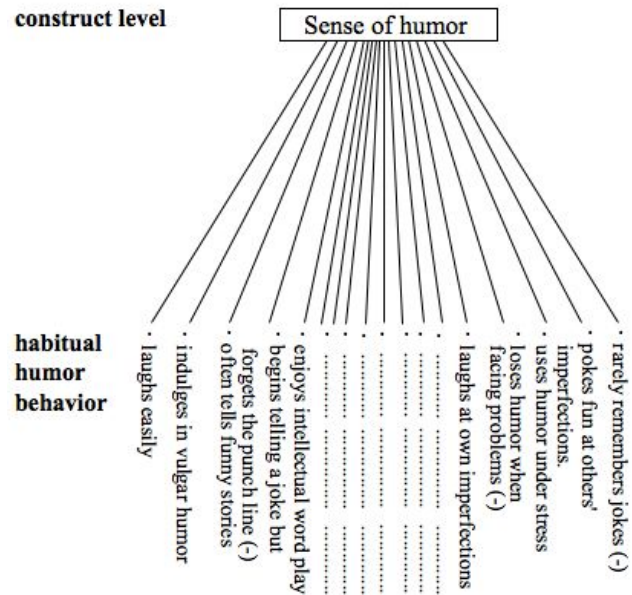 construct level
Sense of humor
habitual
humor
behavior
· laughs easily
· indulges in vulgar humor
· often tells funny stories
· begins telling a joke but
forgets the punch line (-)
· enjoys intellectual word play
· laughs at own imperfections
· loses humor when
facing problems (-)
· uses humor under stress
· pokes fun at others'
imperfections.
· rarely remembers jokes (-)